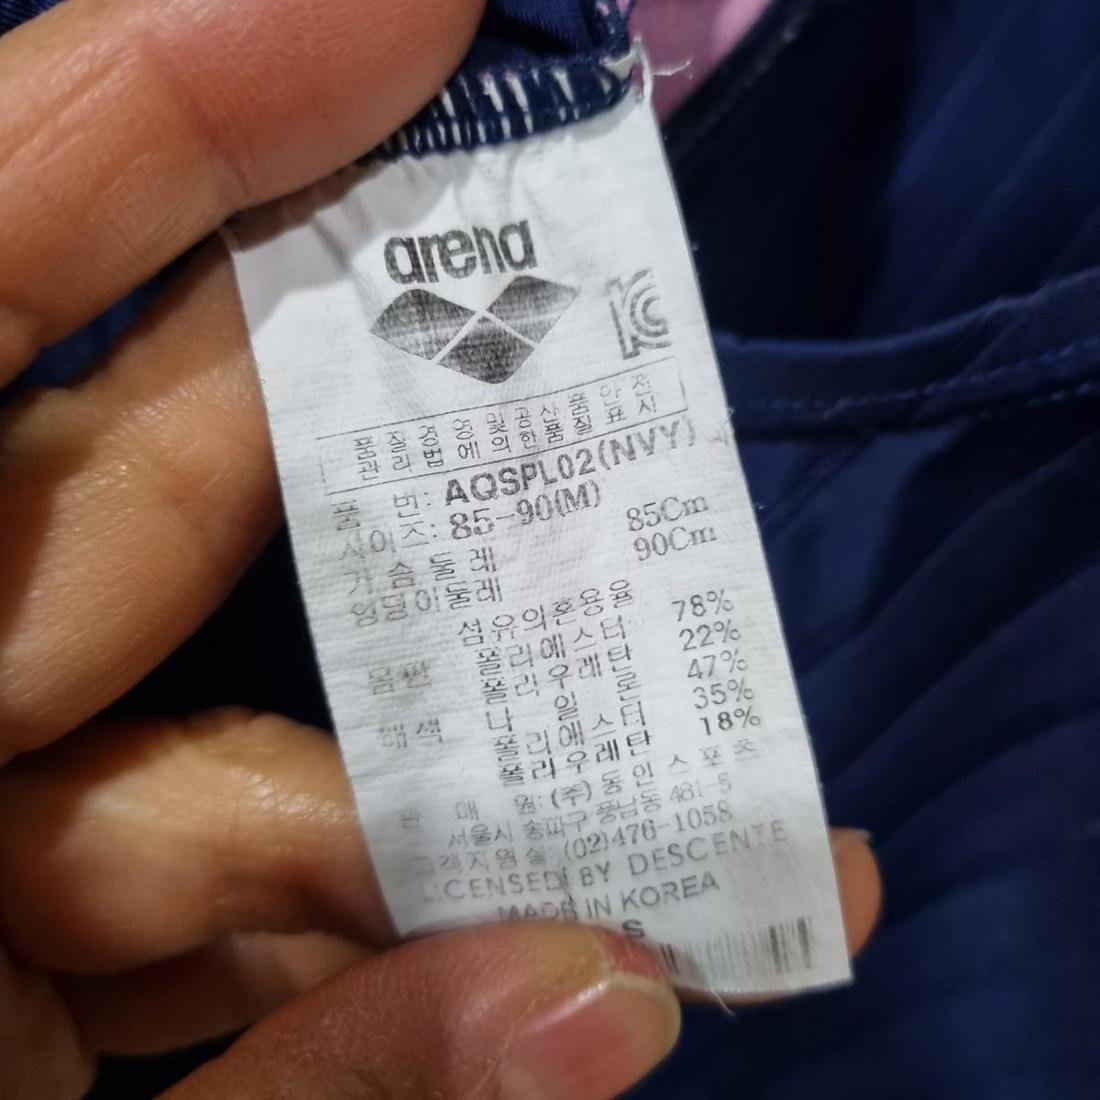 arena
KC
품질경영 및 공산품 안전
관리법에 의한 품질표시
품 번: AQSPL02(NVY)
사이즈: 85-90(M)
가슴둘레 85Cm
엉덩이둘레 90Cm
섬유의혼용율
몸판 폴리에스터 78%
폴리우레탄 22%
배색 나일론 47%
폴리에스터 35%
폴리우레탄 18%
판 매 원: (주)동인스포츠
서울시 송파구 풍납동 481-5
고객지원실: (02)476-1058
LICENSED BY DESCENTE
MADE IN KOREA
S